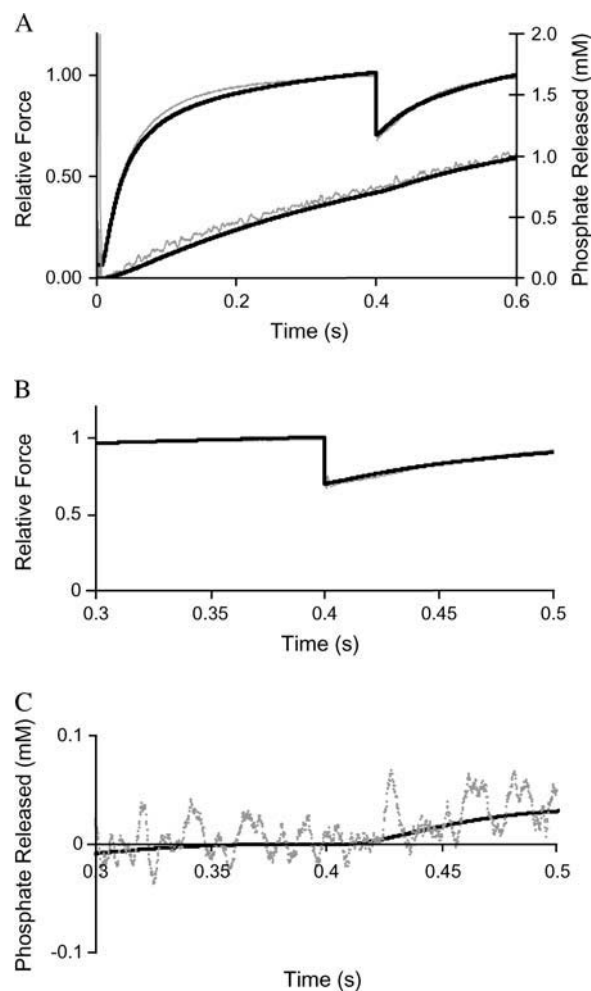 A
Relative Force
1.00
0.50
0.00
2.0
1.5
1.0
0.5
0.0
Phosphate Released (mM)
0 0.2 0.4 0.6
Time (s)
B
Relative Force
1
0.5
0
0.3 0.35 0.4 0.45 0.5
Time (s)
C
Phosphate Released (mM)
0.1
0
-0.1
0.3 0.35 0.4 0.45 0.5
Time (s)